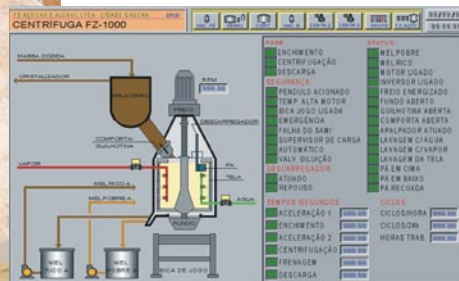 CENTRÍFUGA FZ-1000
MASSA COZIDA
CRISTALIZADOR
RPM
FREIO
DESCARREGADOR
COMPORTA/
GUILHOTINA
VAPOR
PÁ
TELA
ÁGUA
MEL RICO A
MEL POBRE A
FUNDO
MEL
RICO A
MEL
POBRE A
BICA DE JOGO
FASE
ENCHIMENTO
CENTRIFUGAÇÃO
DESCARGA
SEGURANÇA
PENDULO ACIONADO
TEMP. ALTA MOTOR
BICA JOGO LIGADA
EMERGÊNCIA
FALHA DO SAMI
SUPERVISOR DE CARGA
AUTOMÁTICO
VALV. DILUIÇÃO
DESCARREGADOR
ATUADO
REPOUSO
STATUS
MEL POBRE
MEL RICO
MOTOR LIGADO
INVERSOR LIGADO
FREIO ENERGIZADO
FUNDO ABERTO
GUILHOTINA ABERTA
COMPORTA ABERTA
APALPADOR ATUADO
LAVAGEM C/ÁGUA
LAVAGEM C/VAPOR
LAVAGEM DA TELA
PÁ EM CIMA
PÁ EM BAIXO
PÁ RECUADA
TEMPOS (SEGUNDOS)
ACELERAÇÃO 1
ENCHIMENTO
ACELERAÇÃO 2
CENTRIFUGAÇÃO
FRENAGEM
DESCARGA
CICLOS
CICLOS/HORA
CICLOS/24h
HORAS TRAB.